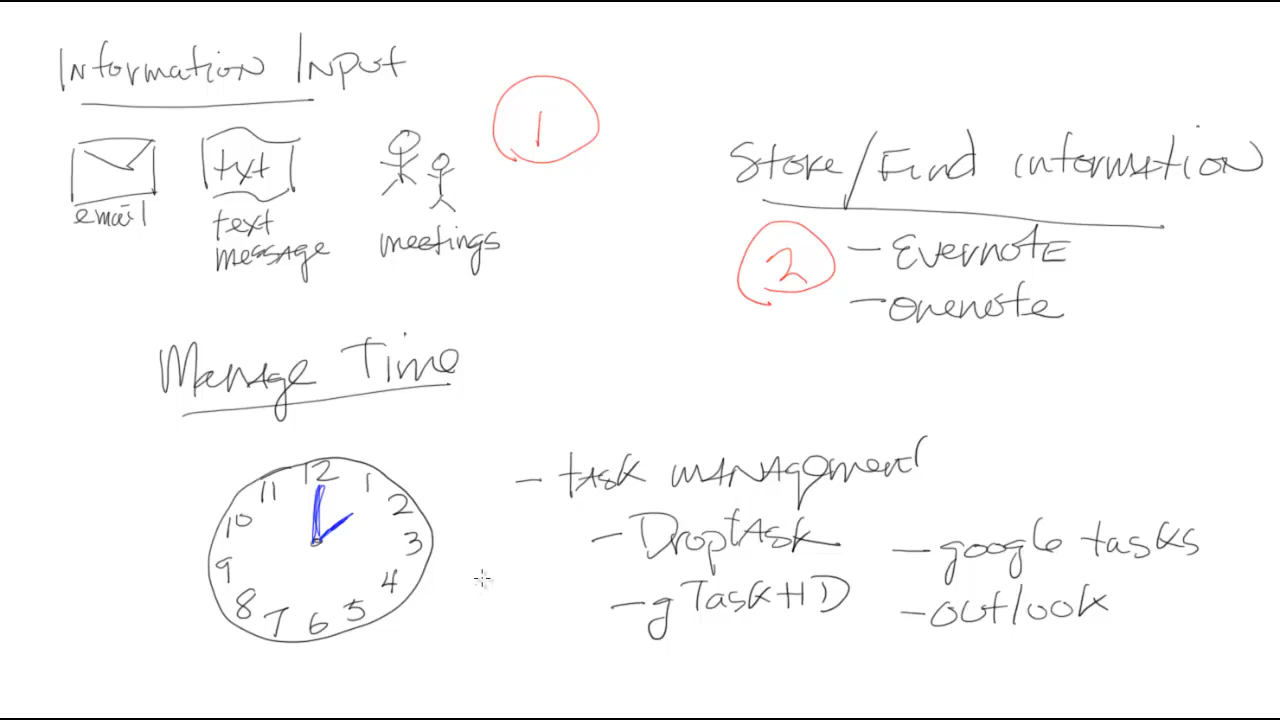 Information Input
1
txt
email
text
message
meetings
Store/Find information
2
- Evernote
- onenote
Manage Time
12
1
2
3
4
5
6
7
8
9
10
11
- task management
- Droptask
- gTaskHD
- google tasks
- outlook